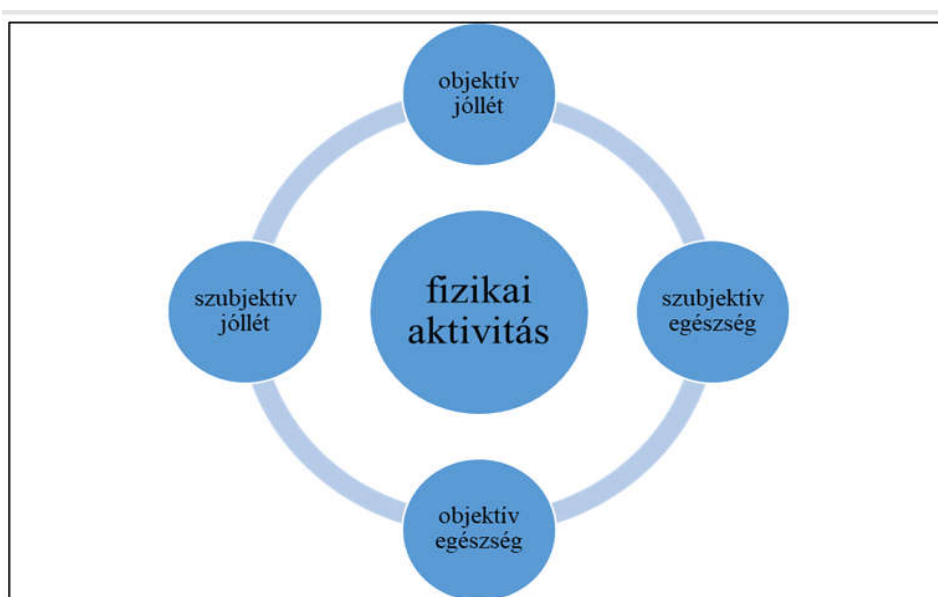 objektív
jóllét
szubjektív
jóllét
fizikai
aktivitás
szubjektív
egészség
objektív
egészség